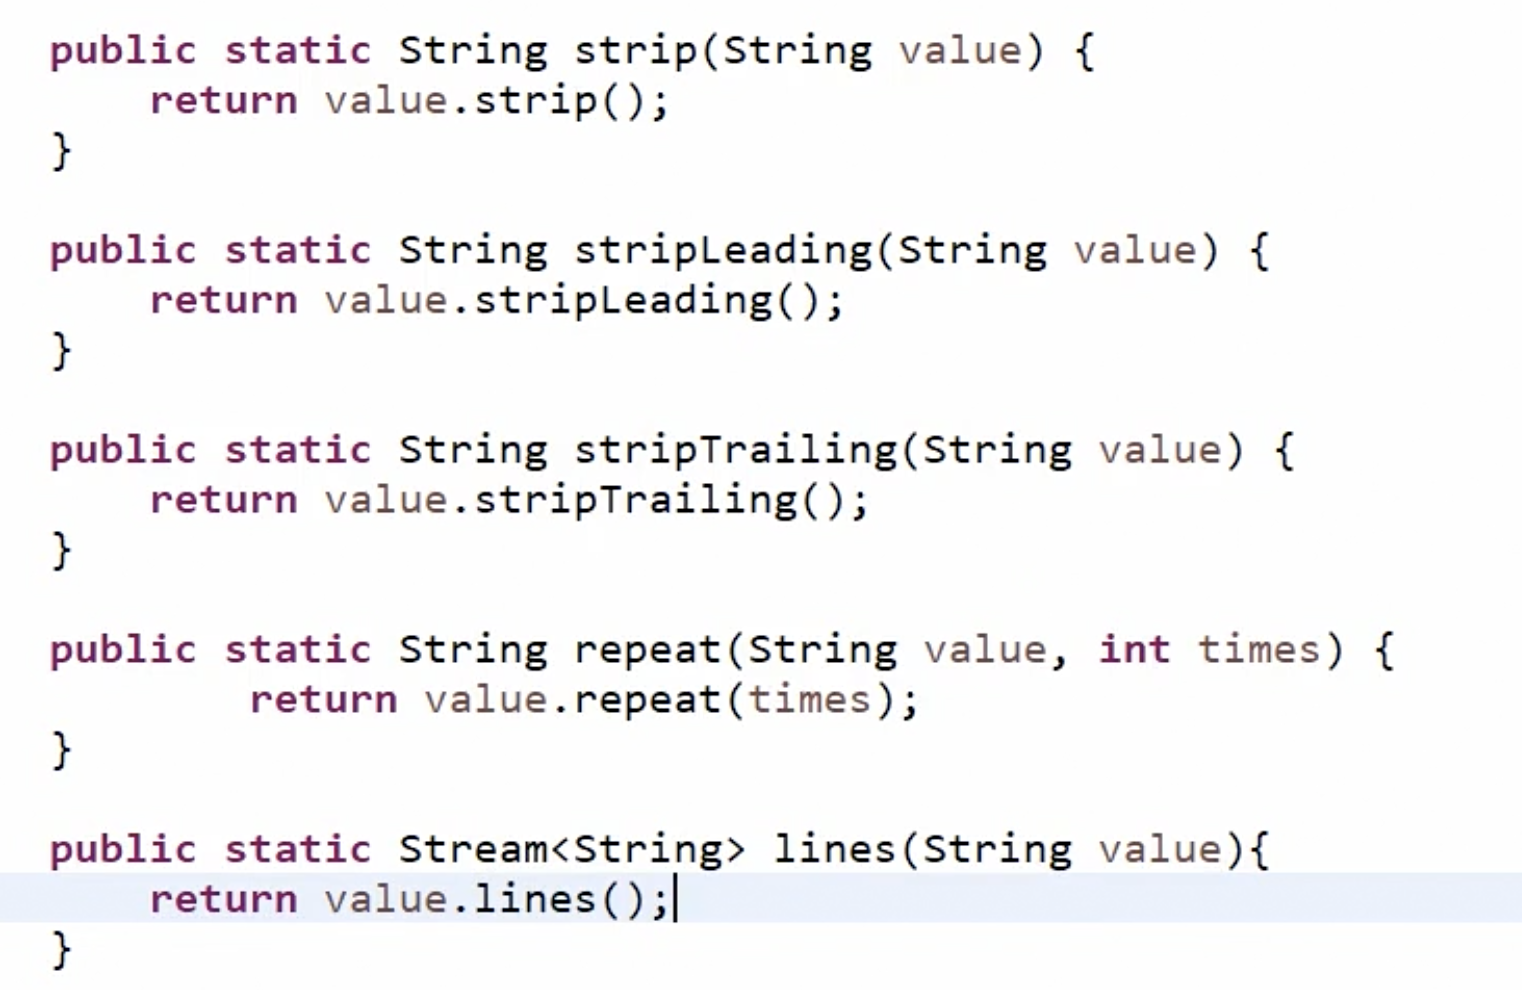 public static String strip(String value) {
    return value.strip();
}

public static String stripLeading(String value) {
    return value.stripLeading();
}

public static String stripTrailing(String value) {
    return value.stripTrailing();
}

public static String repeat(String value, int times) {
        return value.repeat(times);
}

public static Stream<String> lines(String value){
    return value.lines();
}